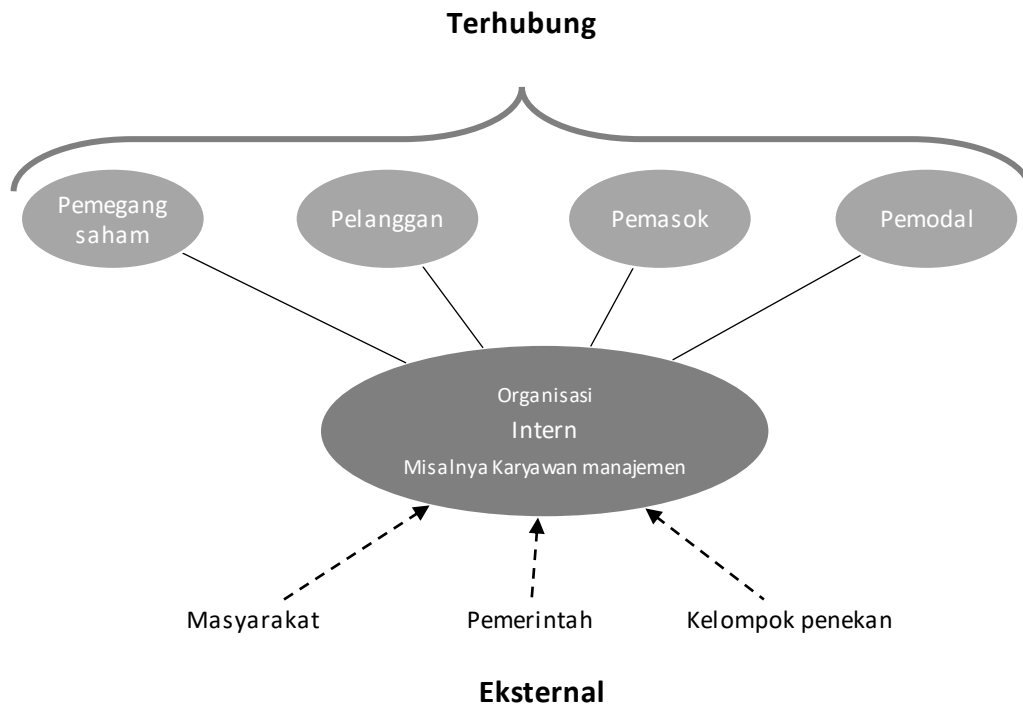 Terhubung
Pemegang
saham
Pelanggan
Pemasok
Pemodal
Organisasi
Intern
Misalnya Karyawan manajemen
Masyarakat
Pemerintah
Kelompok penekan
Eksternal